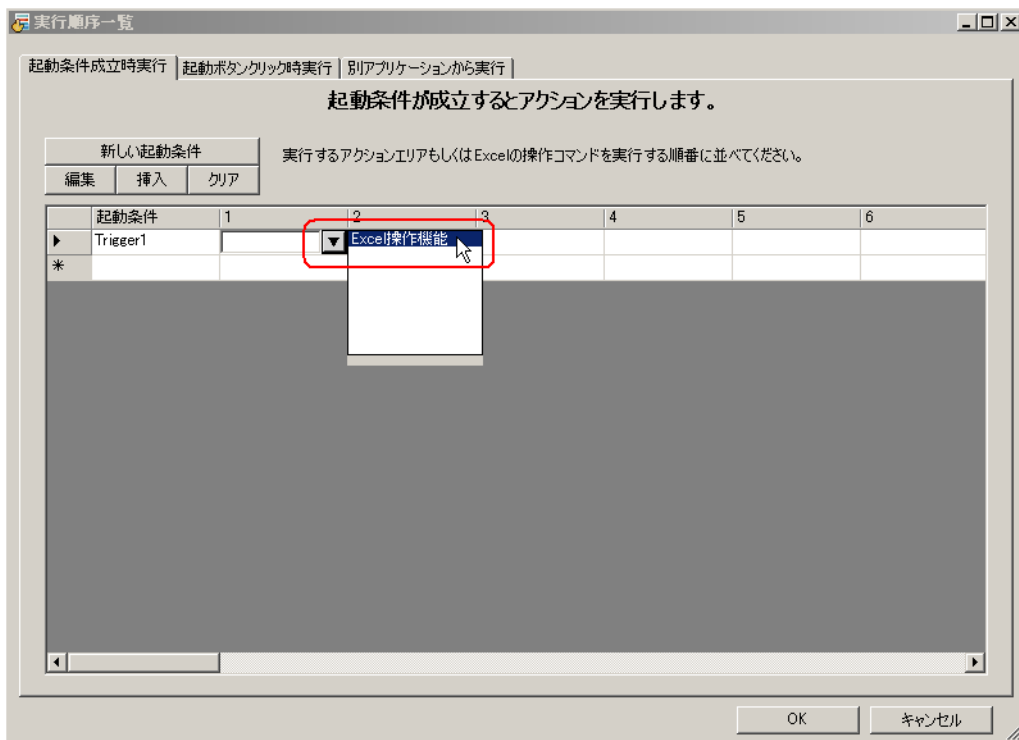 実行順序一覧
起動条件成立時実行 起動ボタンクリック時実行 別アプリケーションから実行
起動条件が成立するとアクションを実行します。
新しい起動条件
実行するアクションエリアもしくはExcelの操作コマンドを実行する順番に並べてください。
編集 挿入 クリア
起動条件 1 2 3 4 5 6
Trigger1 Excel操作機能
OK キャンセル